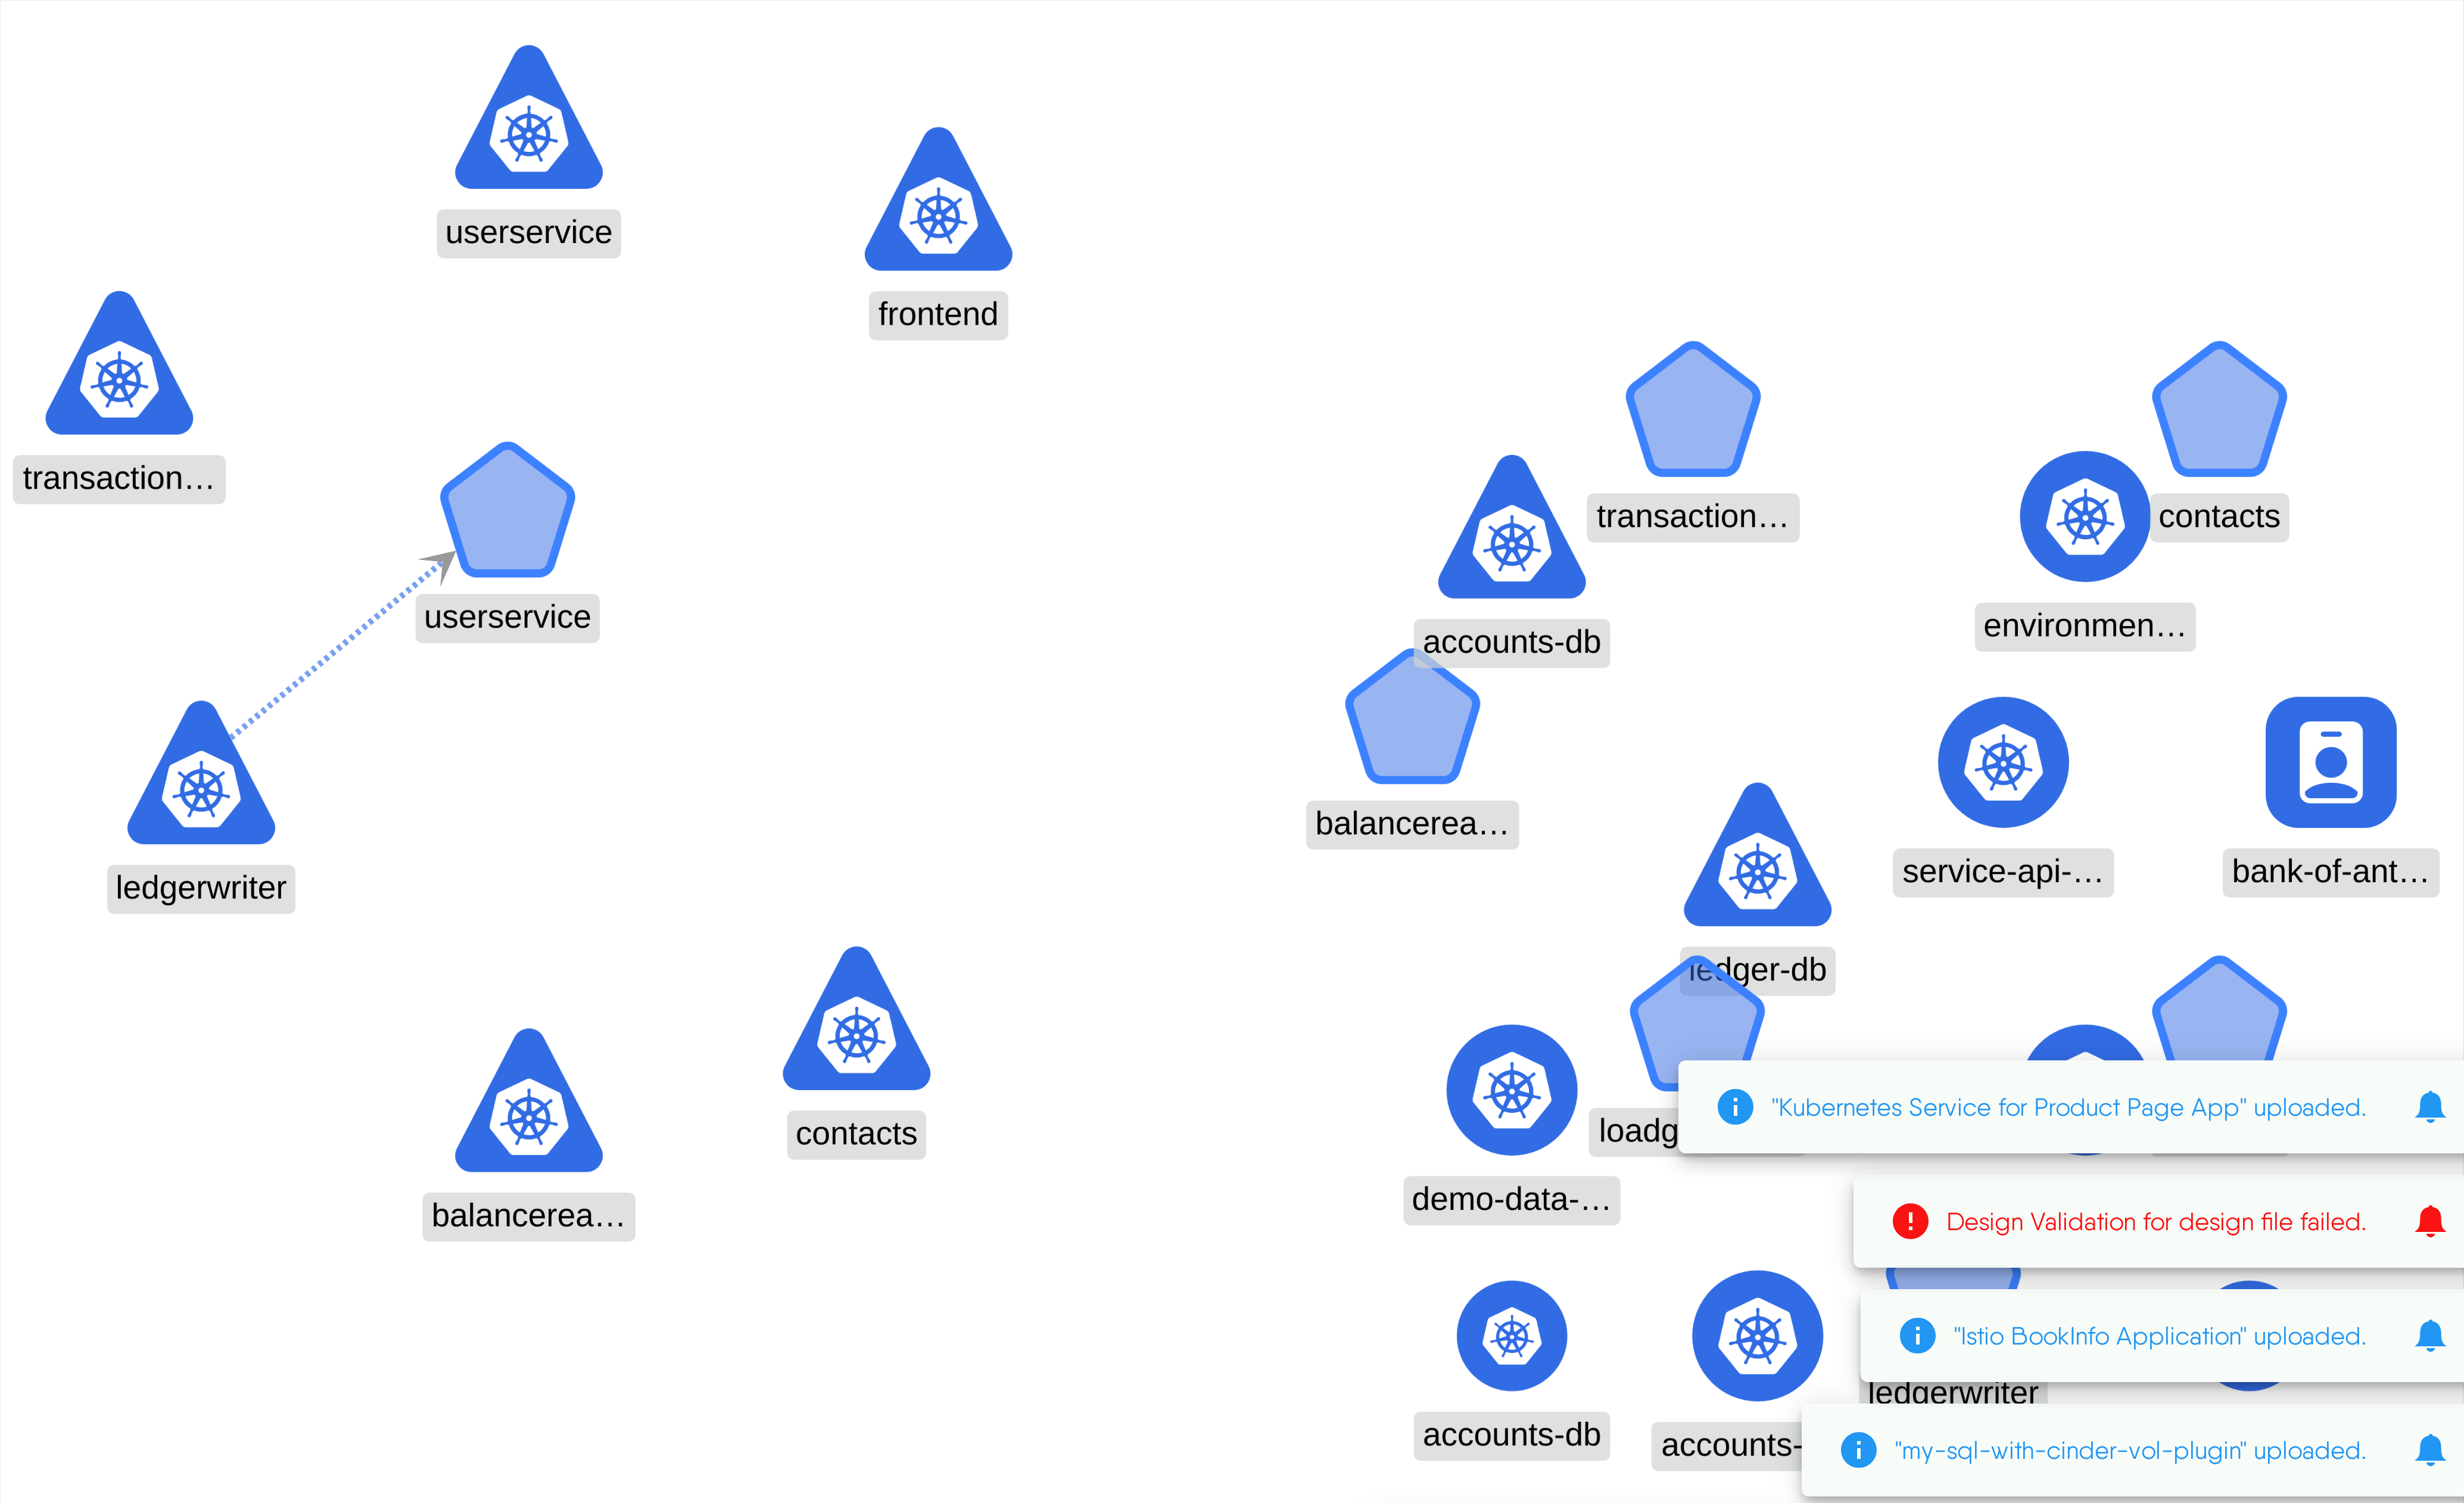 userservice
frontend
transaction…
userservice
transaction…
contacts
accounts-db
environmen…
balancerea…
service-api-…
bank-of-ant…
ledgerwriter
ledger-db
contacts
loadg
"Kubernetes Service for Product Page App" uploaded.
demo-data-…
balancerea…
Design Validation for design file failed.
"Istio BookInfo Application" uploaded.
ledgerwriter
accounts-db
accounts-
"my-sql-with-cinder-vol-plugin" uploaded.